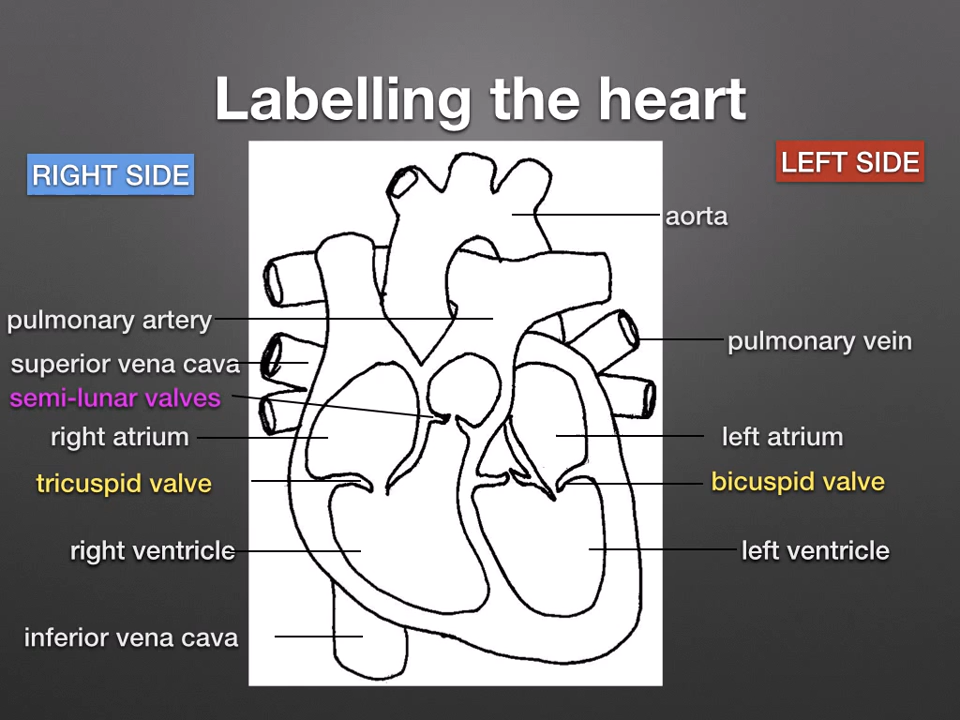 Labelling the heart
RIGHT SIDE
LEFT SIDE
aorta
pulmonary artery
pulmonary vein
superior vena cava
semi-lunar valves
right atrium
left atrium
tricuspid valve
bicuspid valve
right ventricle
left ventricle
inferior vena cava